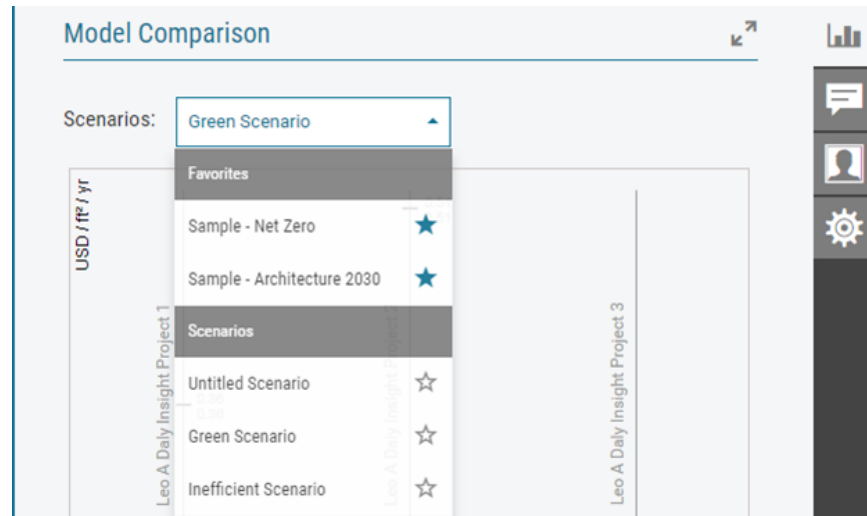 Model Comparison
Scenarios:
Green Scenario
Favorites
Sample - Net Zero
Sample - Architecture 2030
Scenarios
Untitled Scenario
Green Scenario
Inefficient Scenario
USD / ft² / yr
Leo A Daly Insight Project 1
Leo A Daly Insight Project
Leo A Daly Insight Project 3